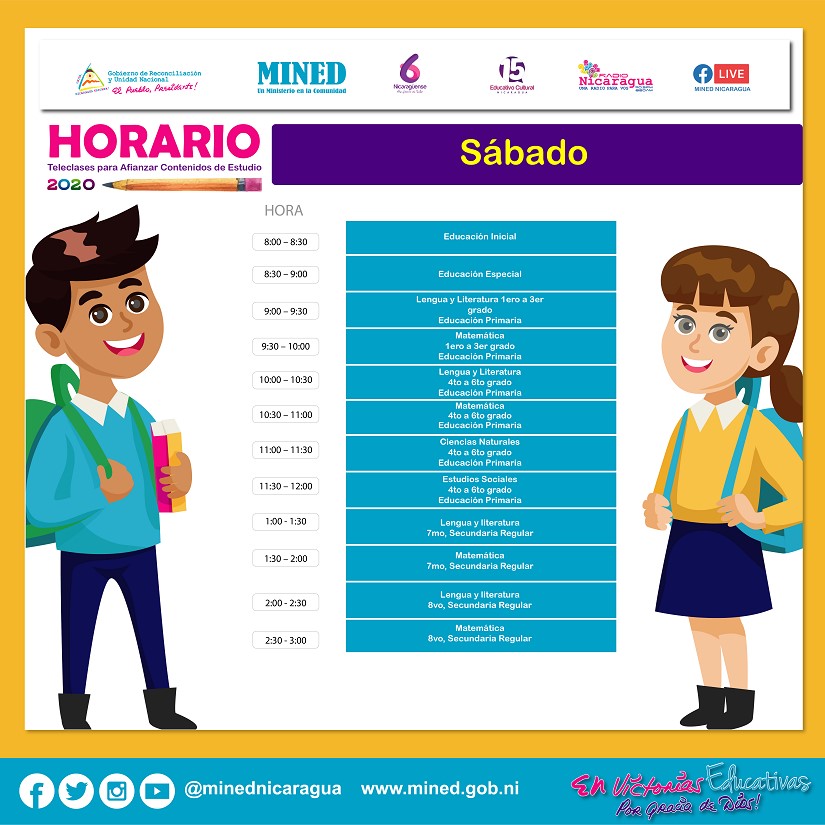 Gobierno de Reconciliación
y Unidad Nacional
El Pueblo, Presidente!
MINED
Un Ministerio en la Comunidad
6
Nicaragüense
15
Educativo Cultural
NICARAGUA
RADIO
Nicaragua
UNA RADIO PARA VOS
LIVE
MINED NICARAGUA
HORARIO
Teleclases para Afianzar Contenidos de Estudio
2020
Sábado
HORA
8:00 – 8:30
Educación Inicial
8:30 – 9:00
Educación Especial
9:00 – 9:30
Lengua y Literatura 1ero a 3er
grado
Educación Primaria
9:30 – 10:00
Matemática
1ero a 3er grado
Educación Primaria
10:00 – 10:30
Lengua y Literatura
4to a 6to grado
Educación Primaria
10:30 – 11:00
Matemática
4to a 6to grado
Educación Primaria
11:00 – 11:30
Ciencias Naturales
4to a 6to grado
Educación Primaria
11:30 – 12:00
Estudios Sociales
4to a 6to grado
Educación Primaria
1:00 - 1:30
Lengua y literatura
7mo, Secundaria Regular
1:30 – 2:00
Matemática
7mo, Secundaria Regular
2:00 - 2:30
Lengua y literatura
8vo, Secundaria Regular
2:30 - 3:00
Matemática
8vo, Secundaria Regular
@minednicaragua
www.mined.gob.ni
En Victorias Educativas
Por Gracia de Dios!